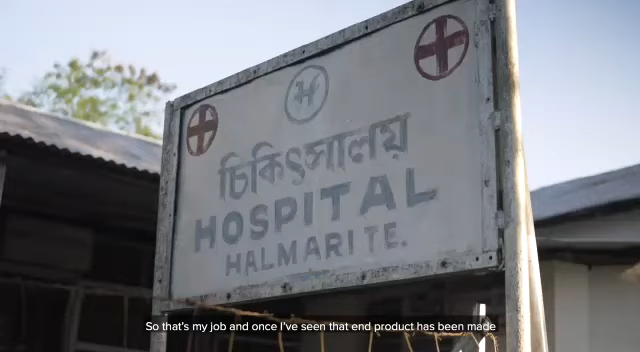 H
চিকিৎসালয়
HOSPITAL
HALMARI TE.
So that's my job and once I've seen that end product has been made